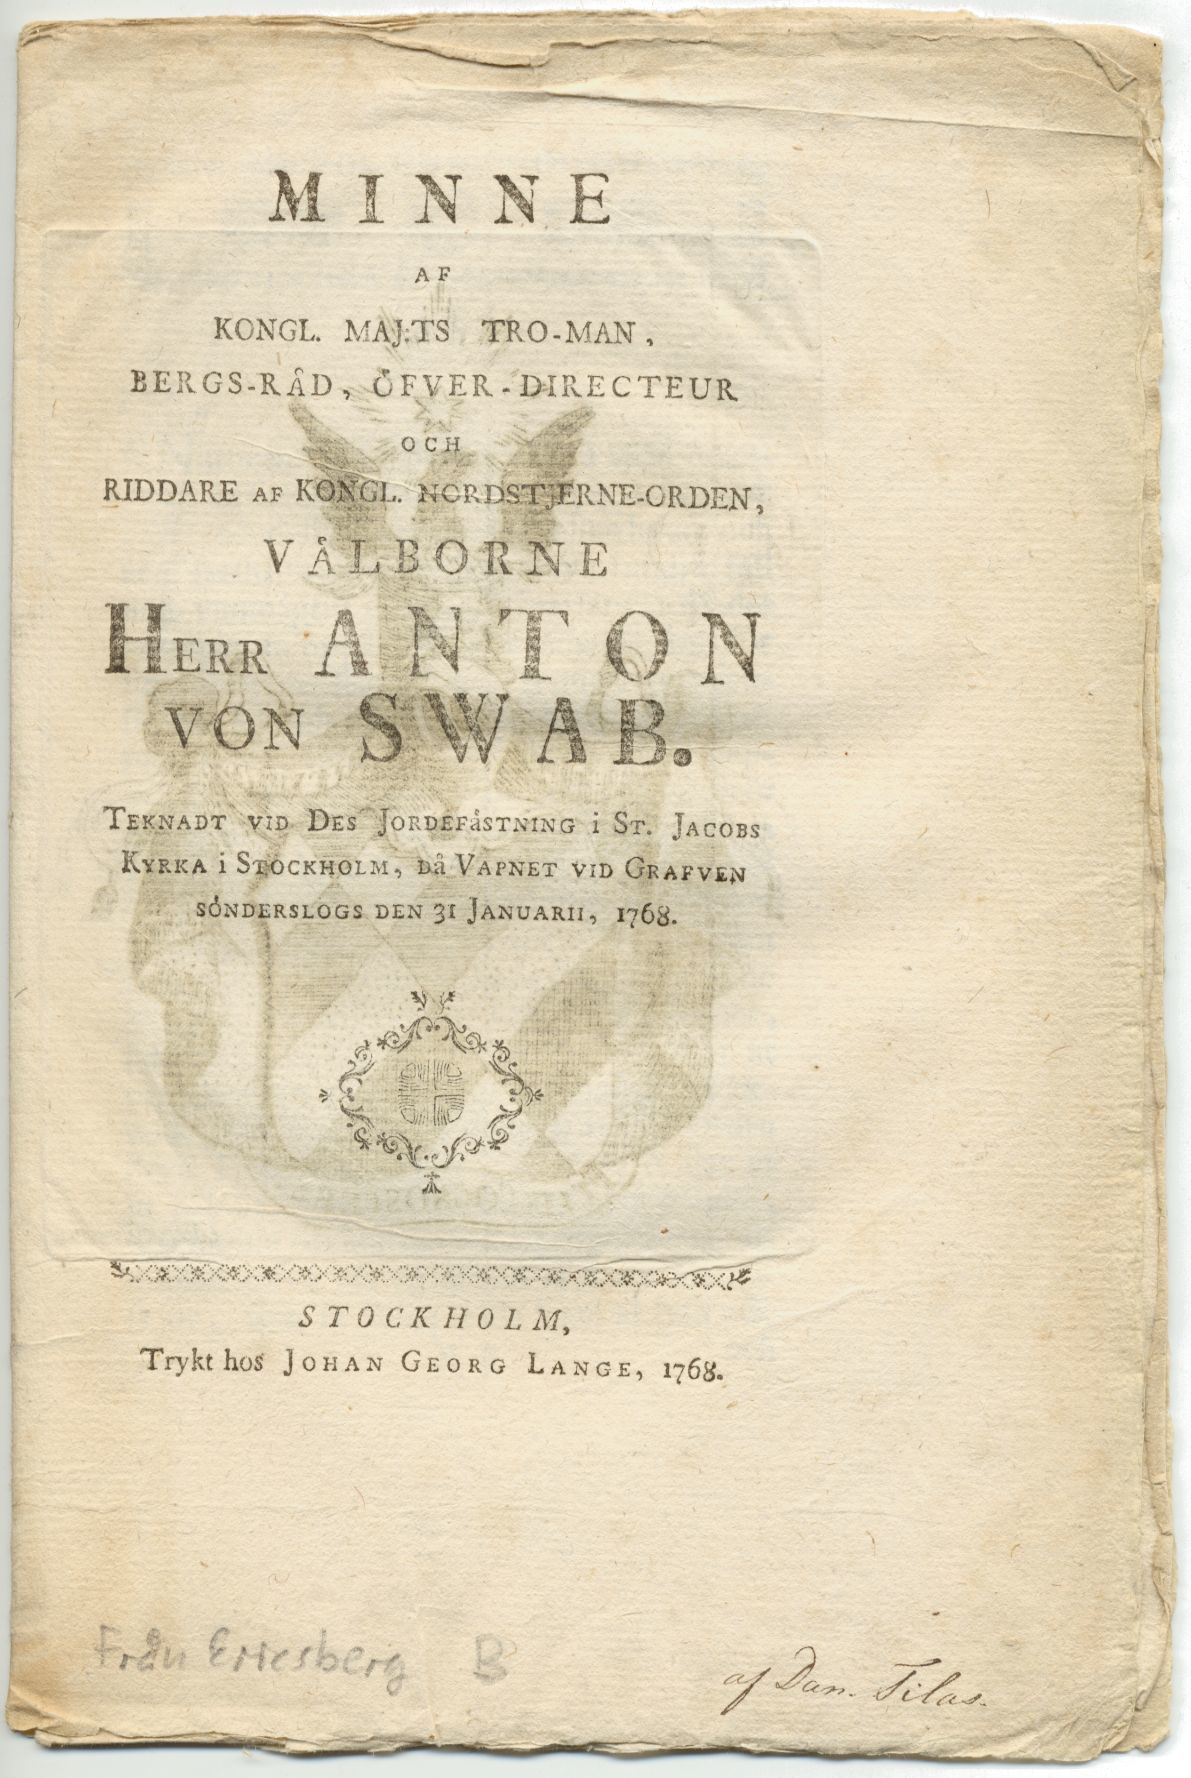 MINNE
AF
KONGL. MAJ:TS TRO-MAN,
BERGS-RÅD, ÖFVER-DIRECTEUR
OCH
RIDDARE AF KONGL. NORDSTJERNE-ORDEN,
VÅLBORNE
HERR ANTON
VON SWAB.
TEKNADT VID DES JORDEFåSTNING i ST. JACOBS
KYRKA i STOCKHOLM, Då VAPNET VID GRAFVEN
SÖNDERSLOGS DEN 31 JANUARII, 1768.
STOCKHOLM,
Trykt hos JOHAN GEORG LANGE, 1768.
Från Ericsberg B
af Dan. Tilas.